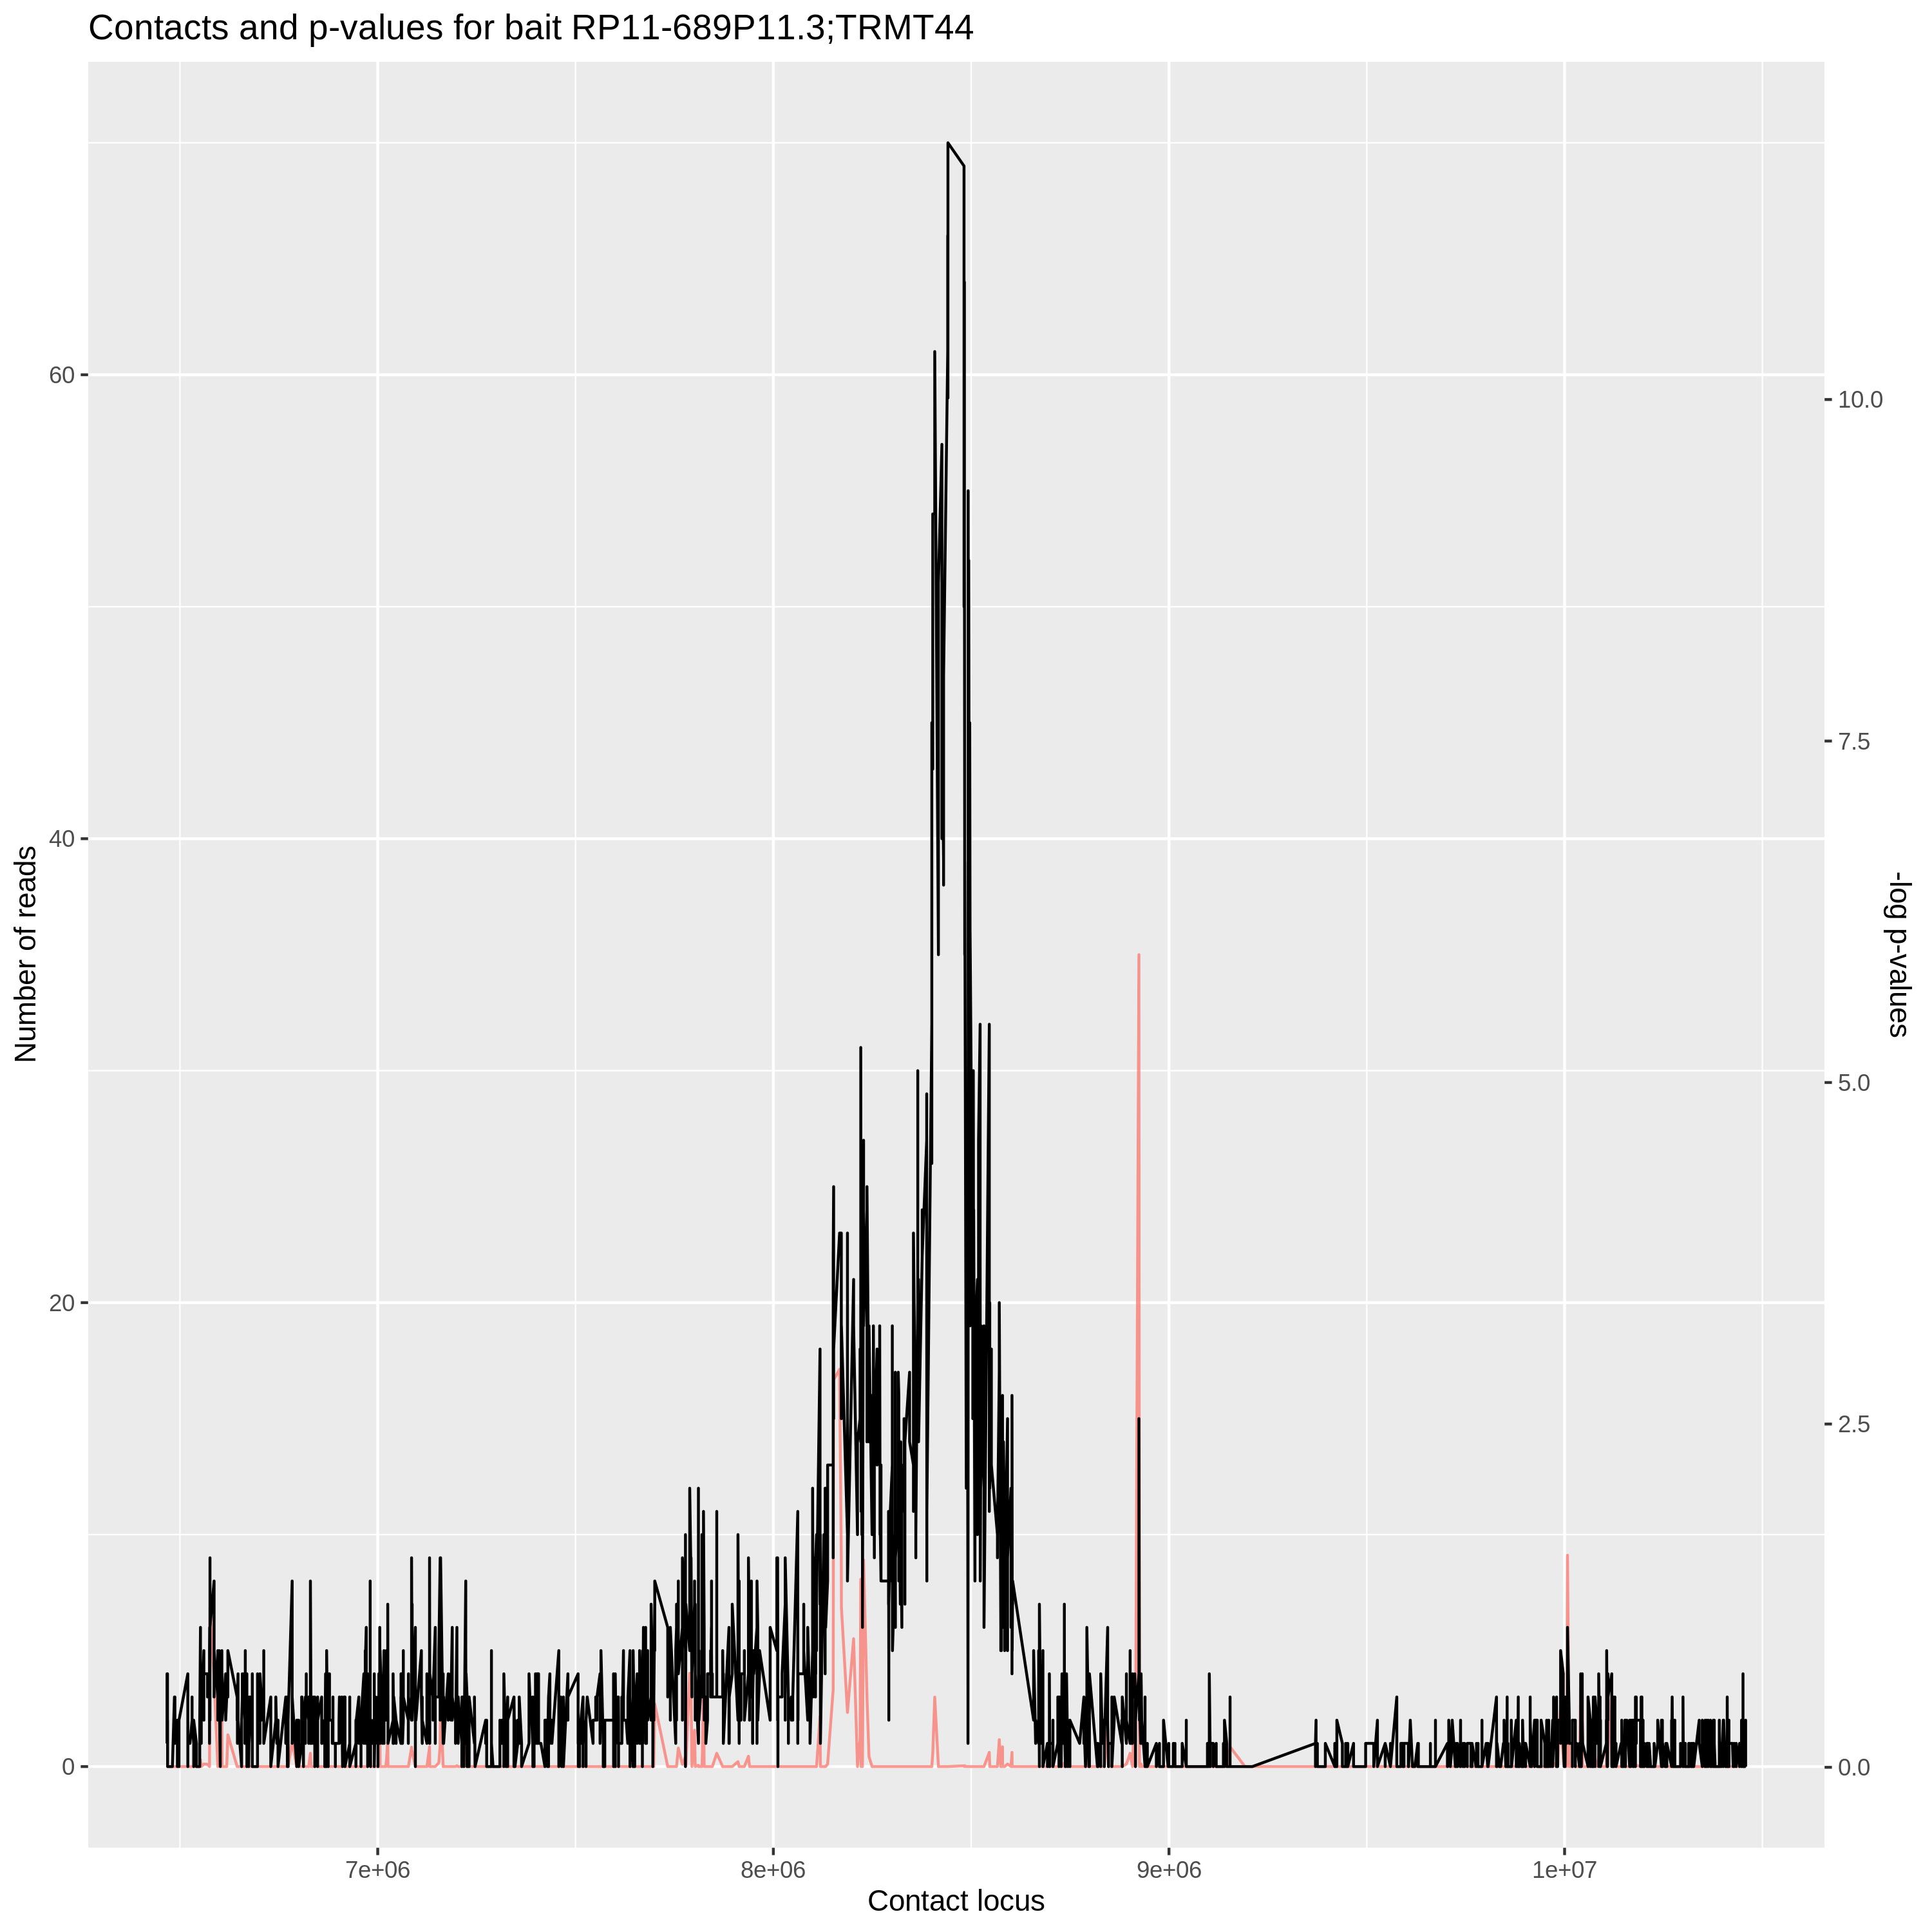 Contacts and p-values for bait RP11-689P11.3;TRMT44
60
40
20
0
Number of reads
10.0
7.5
5.0
2.5
0.0
-log p-values
7e+06
8e+06
9e+06
1e+07
Contact locus